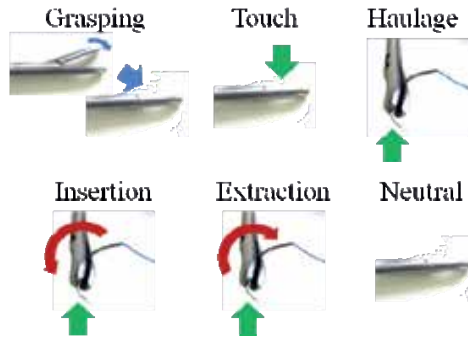 Grasping
Touch
Haulage
Insertion
Extraction
Neutral